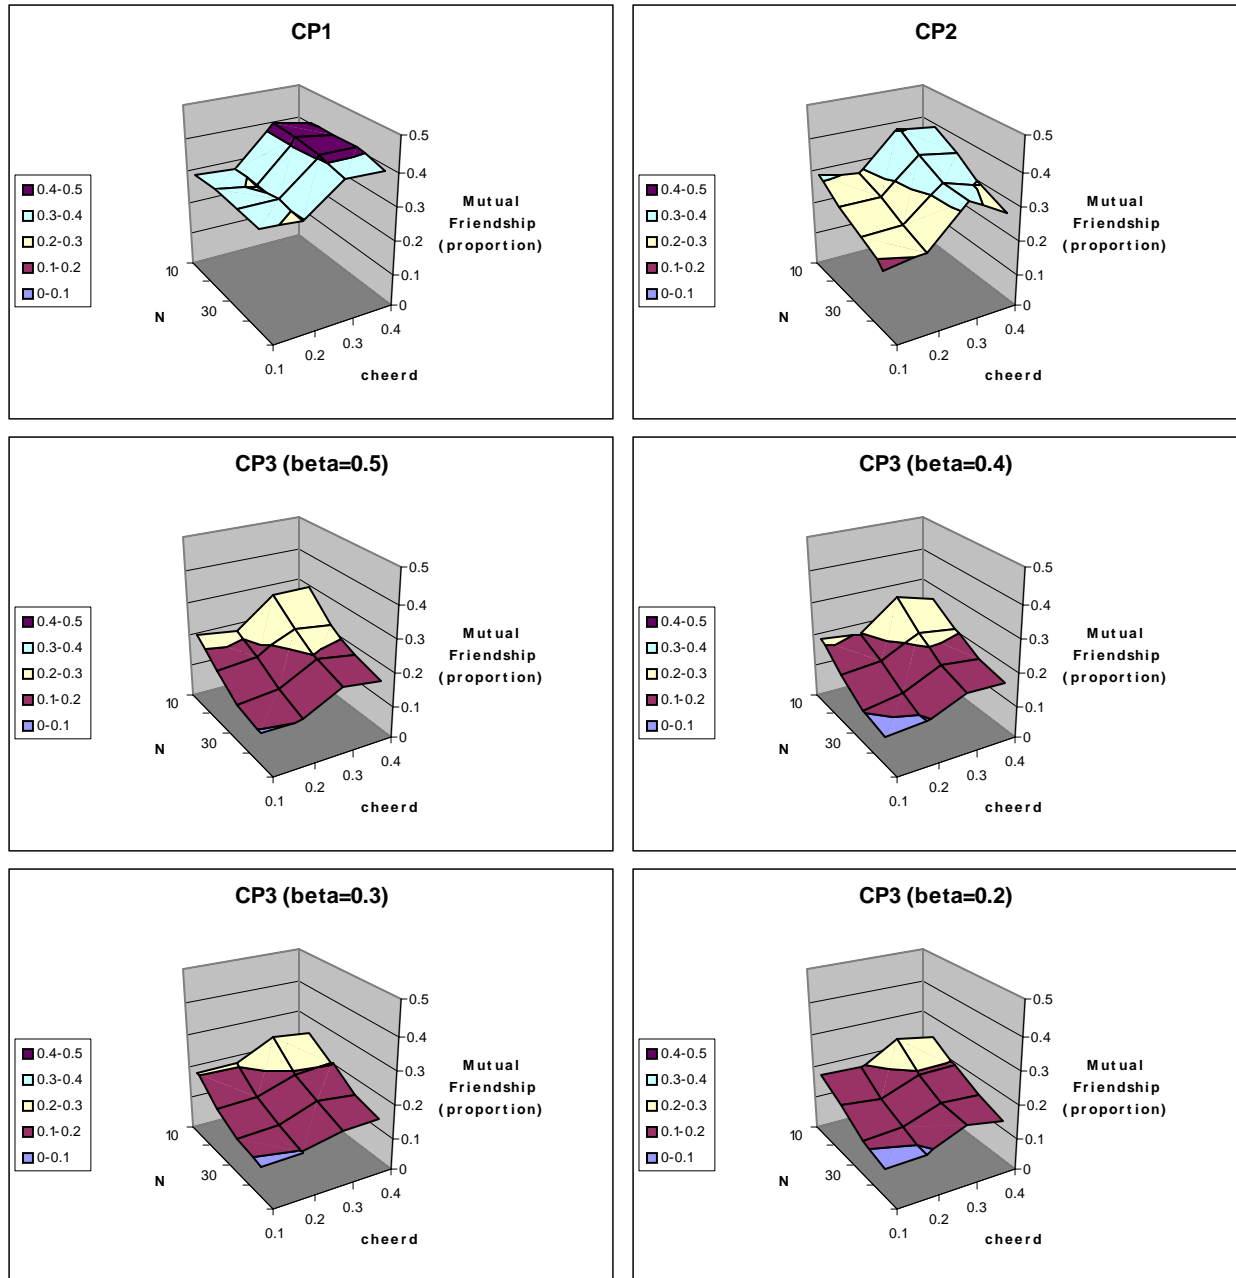 CP1
0.4-0.5
0.3-0.4
0.2-0.3
0.1-0.2
0-0.1
10
30
N
0.1
0.2
0.3
0.4
cheerd
0.5
0.4
0.3
0.2
0.1
0
Mutual
Friendship
(proportion)
CP2
0.4-0.5
0.3-0.4
0.2-0.3
0.1-0.2
0-0.1
10
30
N
0.1
0.2
0.3
0.4
cheerd
0.5
0.4
0.3
0.2
0.1
0
Mutual
Friendship
(proportion)
CP3 (beta=0.5)
0.4-0.5
0.3-0.4
0.2-0.3
0.1-0.2
0-0.1
10
30
N
0.1
0.2
0.3
0.4
cheerd
0.5
0.4
0.3
0.2
0.1
0
Mutual
Friendship
(proportion)
CP3 (beta=0.4)
0.4-0.5
0.3-0.4
0.2-0.3
0.1-0.2
0-0.1
10
30
N
0.1
0.2
0.3
0.4
cheerd
0.5
0.4
0.3
0.2
0.1
0
Mutual
Friendship
(proportion)
CP3 (beta=0.3)
0.4-0.5
0.3-0.4
0.2-0.3
0.1-0.2
0-0.1
10
30
N
0.1
0.2
0.3
0.4
cheerd
0.5
0.4
0.3
0.2
0.1
0
Mutual
Friendship
(proportion)
CP3 (beta=0.2)
0.4-0.5
0.3-0.4
0.2-0.3
0.1-0.2
0-0.1
10
30
N
0.1
0.2
0.3
0.4
cheerd
0.5
0.4
0.3
0.2
0.1
0
Mutual
Friendship
(proportion)